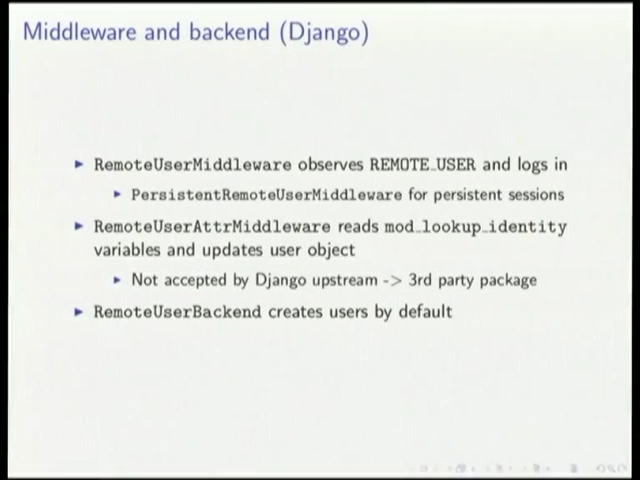 Middleware and backend (Django)
RemoteUserMiddleware observes REMOTE_USER and logs in
PersistentRemoteUserMiddleware for persistent sessions
RemoteUserAttrMiddleware reads mod_lookup_identity
variables and updates user object
Not accepted by Django upstream -> 3rd party package
RemoteUserBackend creates users by default